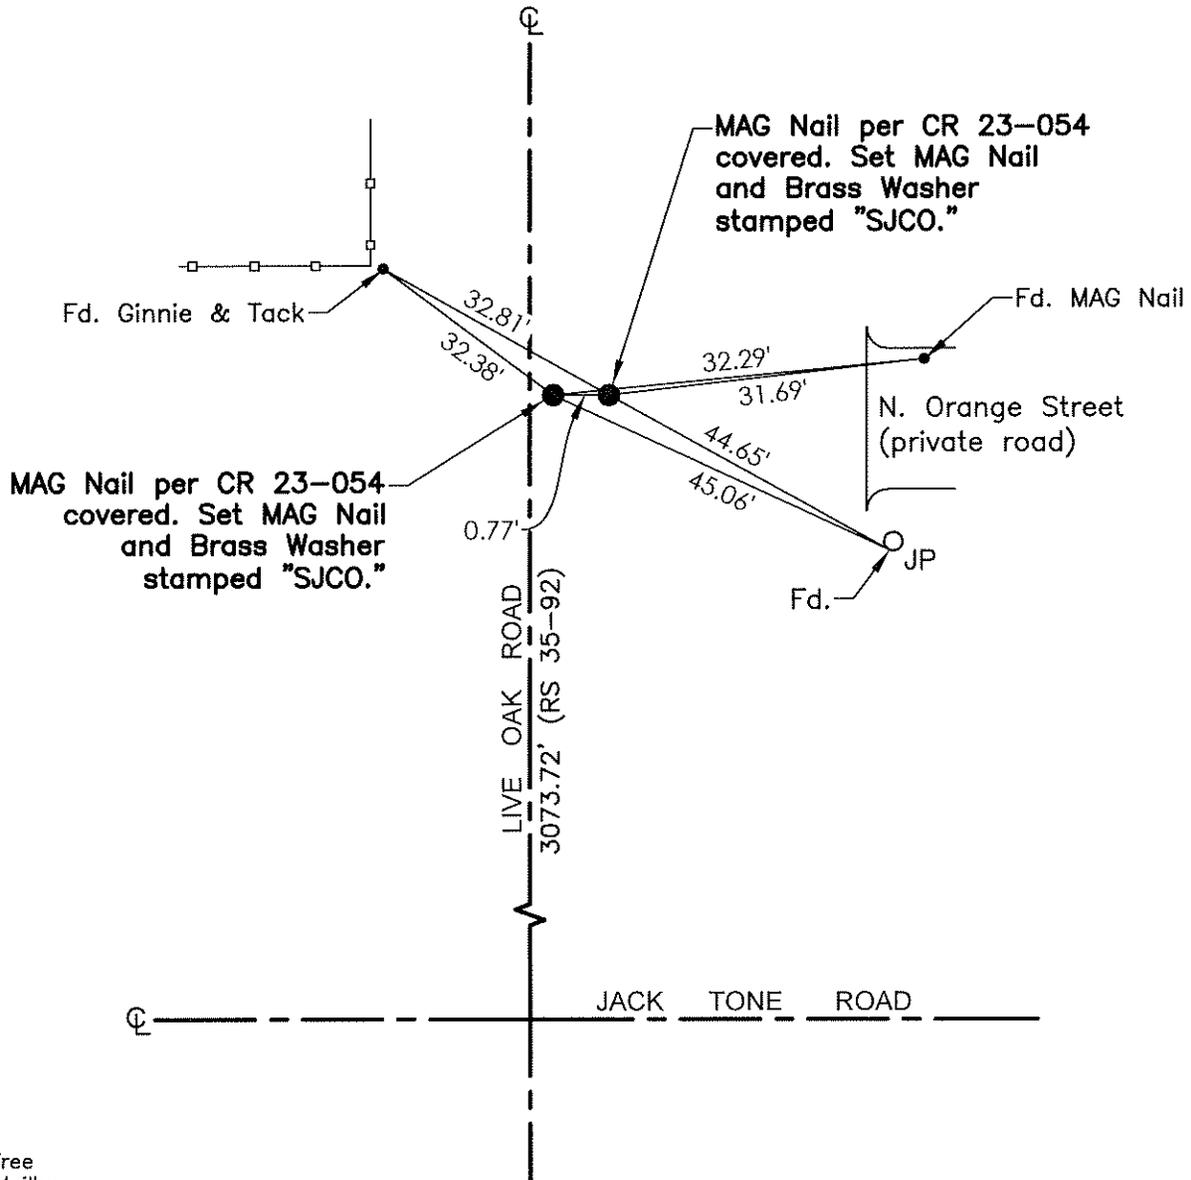 ℄
MAG Nail per CR 23-054
covered. Set MAG Nail
and Brass Washer
stamped "SJCO."
Fd. Ginnie & Tack
32.81'
32.38'
Fd. MAG Nail
32.29'
31.69'
N. Orange Street
(private road)
44.65'
45.06'
MAG Nail per CR 23-054
covered. Set MAG Nail
and Brass Washer
stamped "SJCO."
0.77'
JP
Fd.
LIVE OAK ROAD
3073.72' (RS 35-92)
JACK TONE ROAD
℄